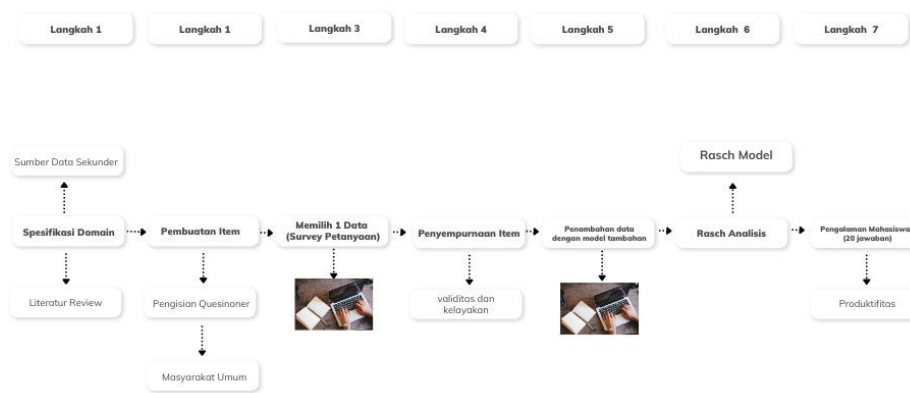 Langkah 1
Langkah 1
Langkah 3
Langkah 4
Langkah 5
Langkah 6
Langkah 7
Sumber Data Sekunder
Rasch Model
Spesifikasi Domain
Pembuatan Item
Memilih 1 Data
(Survey Petanyaan)
Penyempurnaan Item
Penambahan data
dengan model tambahan
Rasch Analisis
Pengalaman Mahasiswa
(20 jawaban)
Literatur Review
Pengisian Quesinoner
validitas dan
kelayakan
Produktifitas
Masyarakat Umum